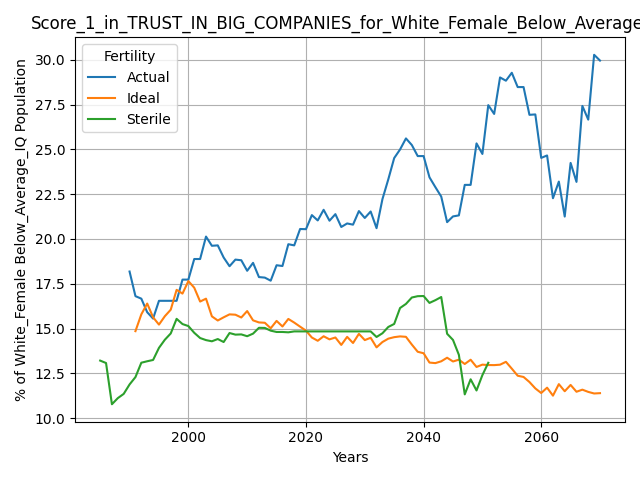 Score_1_in_TRUST_IN_BIG_COMPANIES_for_White_Female_Below_Average
Fertility
Actual
Ideal
Sterile
30.0
27.5
25.0
22.5
20.0
17.5
15.0
12.5
10.0
% of White_Female Below_Average_IQ Population
2000
2020
2040
2060
Years